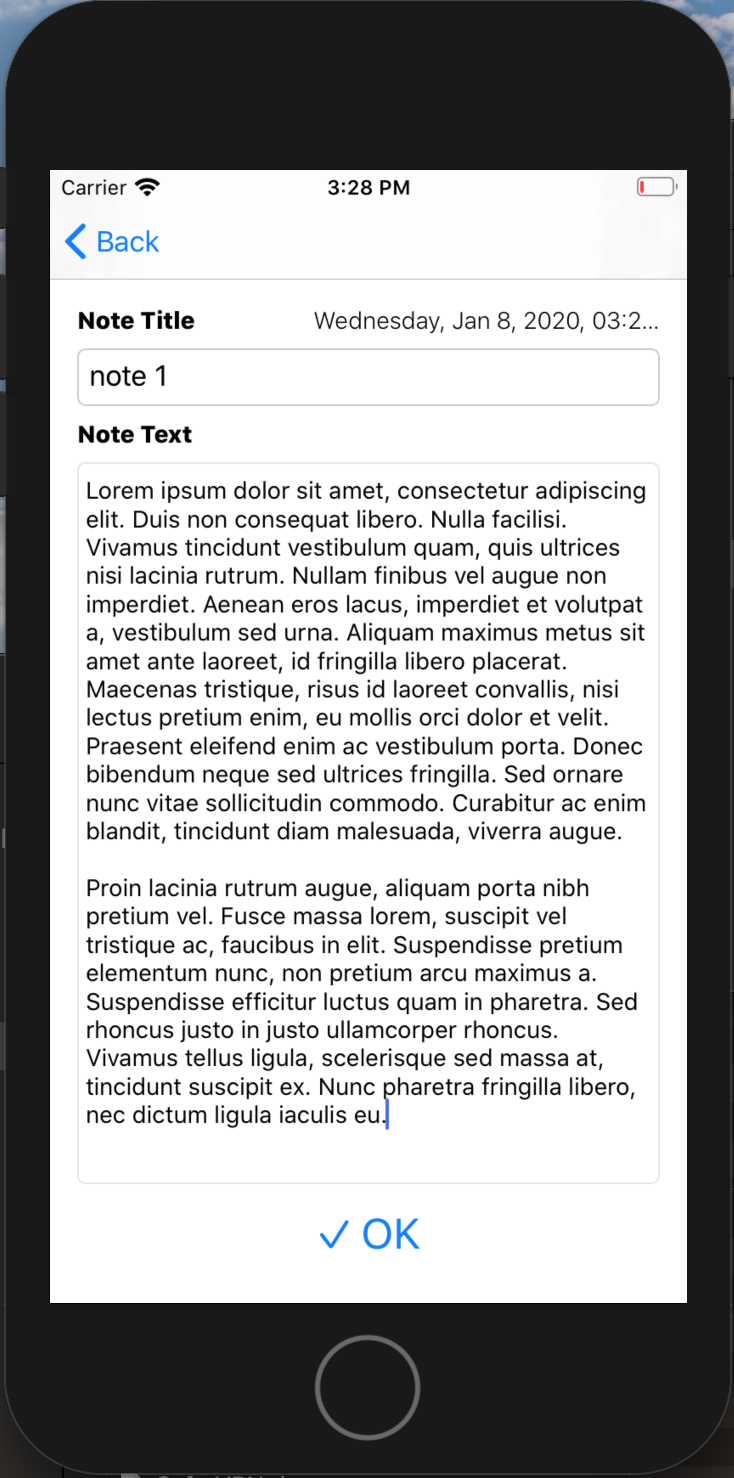 Carrier
3:28 PM
Back
Note Title
Wednesday, Jan 8, 2020, 03:2...
note 1
Note Text
Lorem ipsum dolor sit amet, consectetur adipiscing
elit. Duis non consequat libero. Nulla facilisi.
Vivamus tincidunt vestibulum quam, quis ultrices
nisi lacinia rutrum. Nullam finibus vel augue non
imperdiet. Aenean eros lacus, imperdiet et volutpat
a, vestibulum sed urna. Aliquam maximus metus sit
amet ante laoreet, id fringilla libero placerat.
Maecenas tristique, risus id laoreet convallis, nisi
lectus pretium enim, eu mollis orci dolor et velit.
Praesent eleifend enim ac vestibulum porta. Donec
bibendum neque sed ultrices fringilla. Sed ornare
nunc vitae sollicitudin commodo. Curabitur ac enim
blandit, tincidunt diam malesuada, viverra augue.

Proin lacinia rutrum augue, aliquam porta nibh
pretium vel. Fusce massa lorem, suscipit vel
tristique ac, faucibus in elit. Suspendisse pretium
elementum nunc, non pretium arcu maximus a.
Suspendisse efficitur luctus quam in pharetra. Sed
rhoncus justo in justo ullamcorper rhoncus.
Vivamus tellus ligula, scelerisque sed massa at,
tincidunt suscipit ex. Nunc pharetra fringilla libero,
nec dictum ligula iaculis eu.
✓ OK